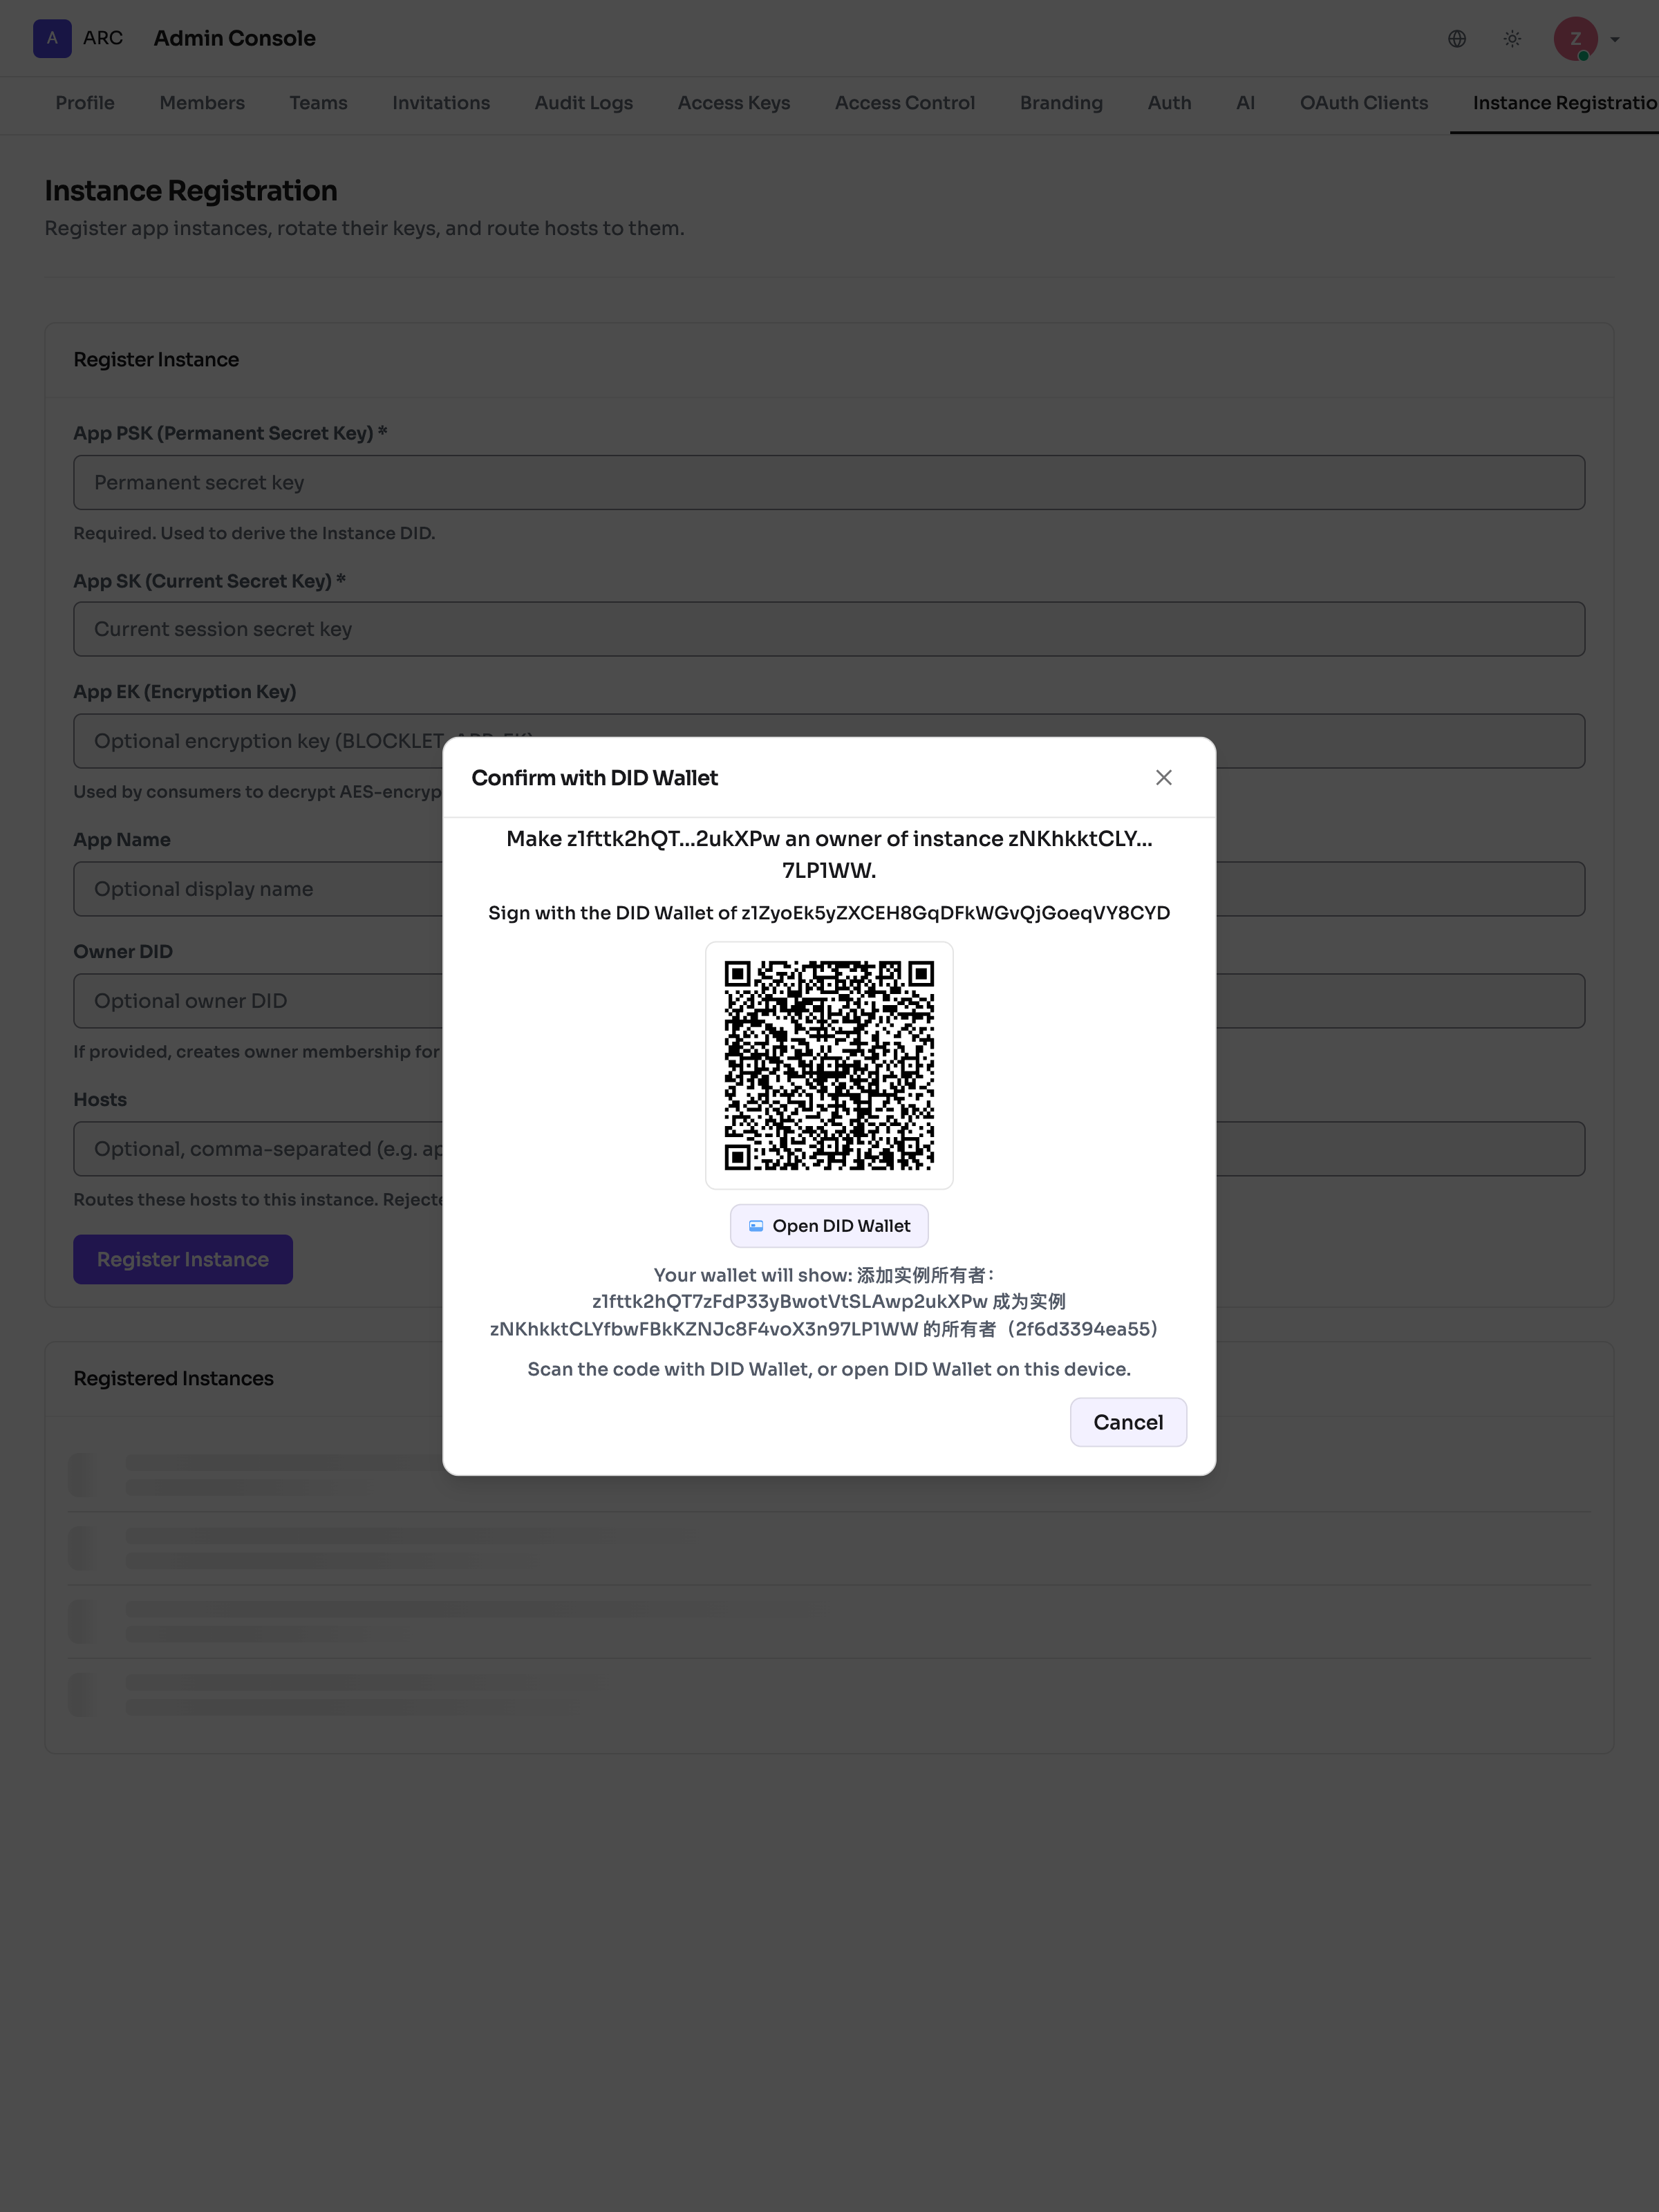 A ARC Admin Console Z
Profile Members Teams Invitations Audit Logs Access Keys Access Control Branding Auth AI OAuth Clients Instance Registratio
Instance Registration
Register app instances, rotate their keys, and route hosts to them.
Register Instance
App PSK (Permanent Secret Key) *
Permanent secret key
Required. Used to derive the Instance DID.
App SK (Current Secret Key) *
Current session secret key
App EK (Encryption Key)
Optional encryption key (BLOCKLET_APP_EK)
Used by consumers to decrypt AES-encryp
App Name
Optional display name
Owner DID
Optional owner DID
If provided, creates owner membership for
Hosts
Optional, comma-separated (e.g. ap
Routes these hosts to this instance. Rejecte
Register Instance
Confirm with DID Wallet
Make z1fttk2hQT...2ukXPw an owner of instance zNKhkktCLY...
7LP1WW.
Sign with the DID Wallet of z1ZyoEk5yZXCEH8GqDFkWGvQjGoeqVY8CYD
Open DID Wallet
Your wallet will show: 添加实例所有者：
z1fttk2hQT7zFdP33yBwotVtSLAwp2ukXPw 成为实例
zNKhkktCLYfbwFBkKZNJc8F4voX3n97LP1WW 的所有者（2f6d3394ea55）
Scan the code with DID Wallet, or open DID Wallet on this device.
Cancel
Registered Instances